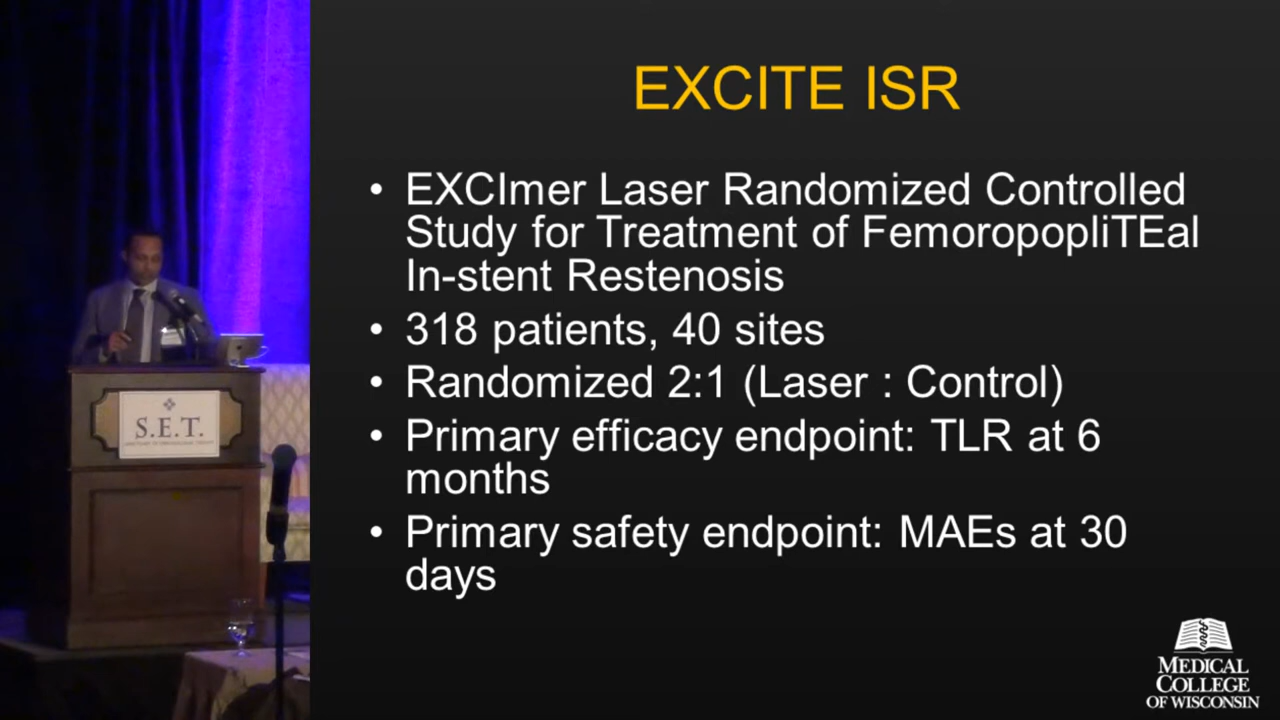 EXCITE ISR
• EXCImer Laser Randomized Controlled
Study for Treatment of FemoropopliTEal
In-stent Restenosis
• 318 patients, 40 sites
• Randomized 2:1 (Laser : Control)
• Primary efficacy endpoint: TLR at 6
months
• Primary safety endpoint: MAEs at 30
days
S.E.T.
MEDICAL
COLLEGE
OF WISCONSIN